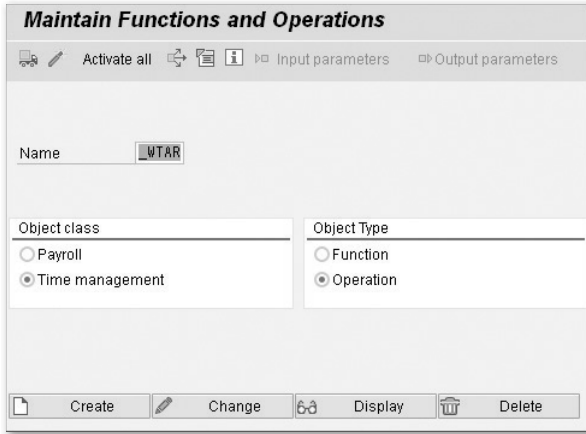 Maintain Functions and Operations
Activate all Input parameters Output parameters
Name _WTAR
Object class Object Type
Payroll Function
Time management Operation
Create Change Display Delete